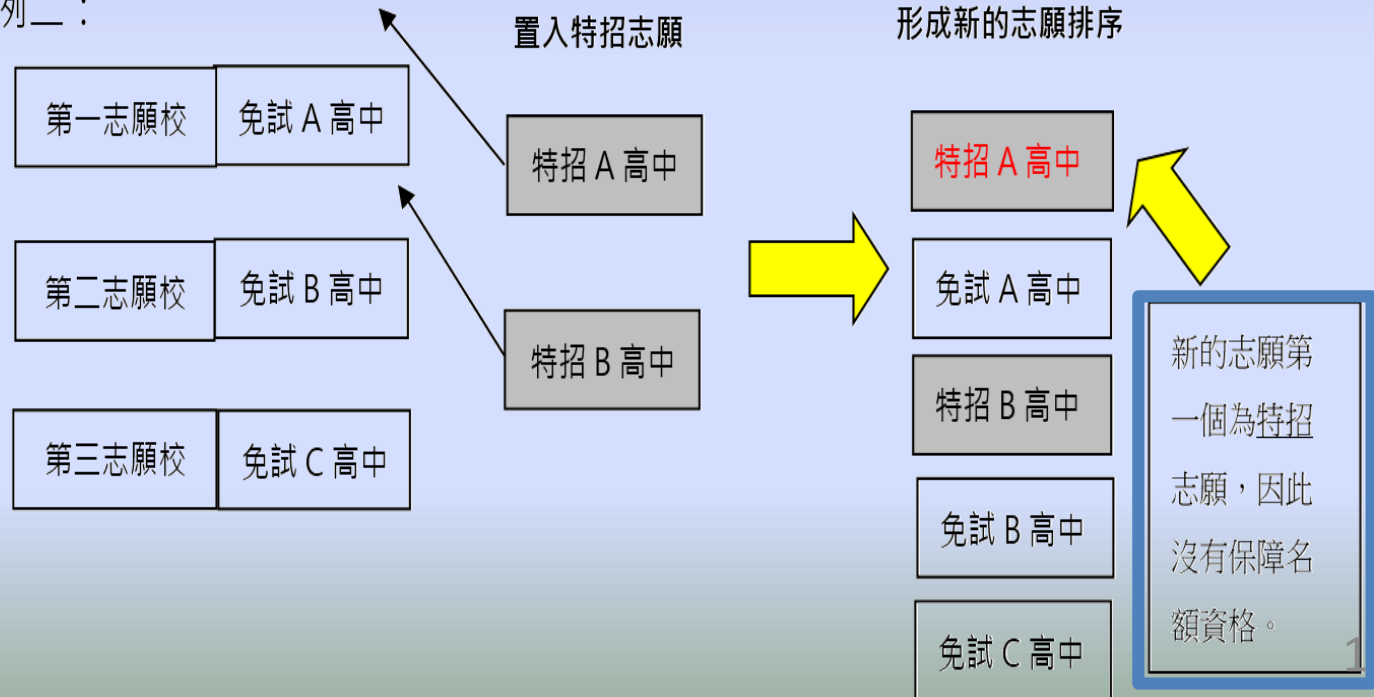 列二：
置入特招志願
形成新的志願排序
第一志願校 免試 A 高中
第二志願校 免試 B 高中
第三志願校 免試 C 高中
特招 A 高中
特招 B 高中
特招 A 高中
免試 A 高中
特招 B 高中
免試 B 高中
免試 C 高中
新的志願第
一個為特招
志願，因此
沒有保障名
額資格。
1